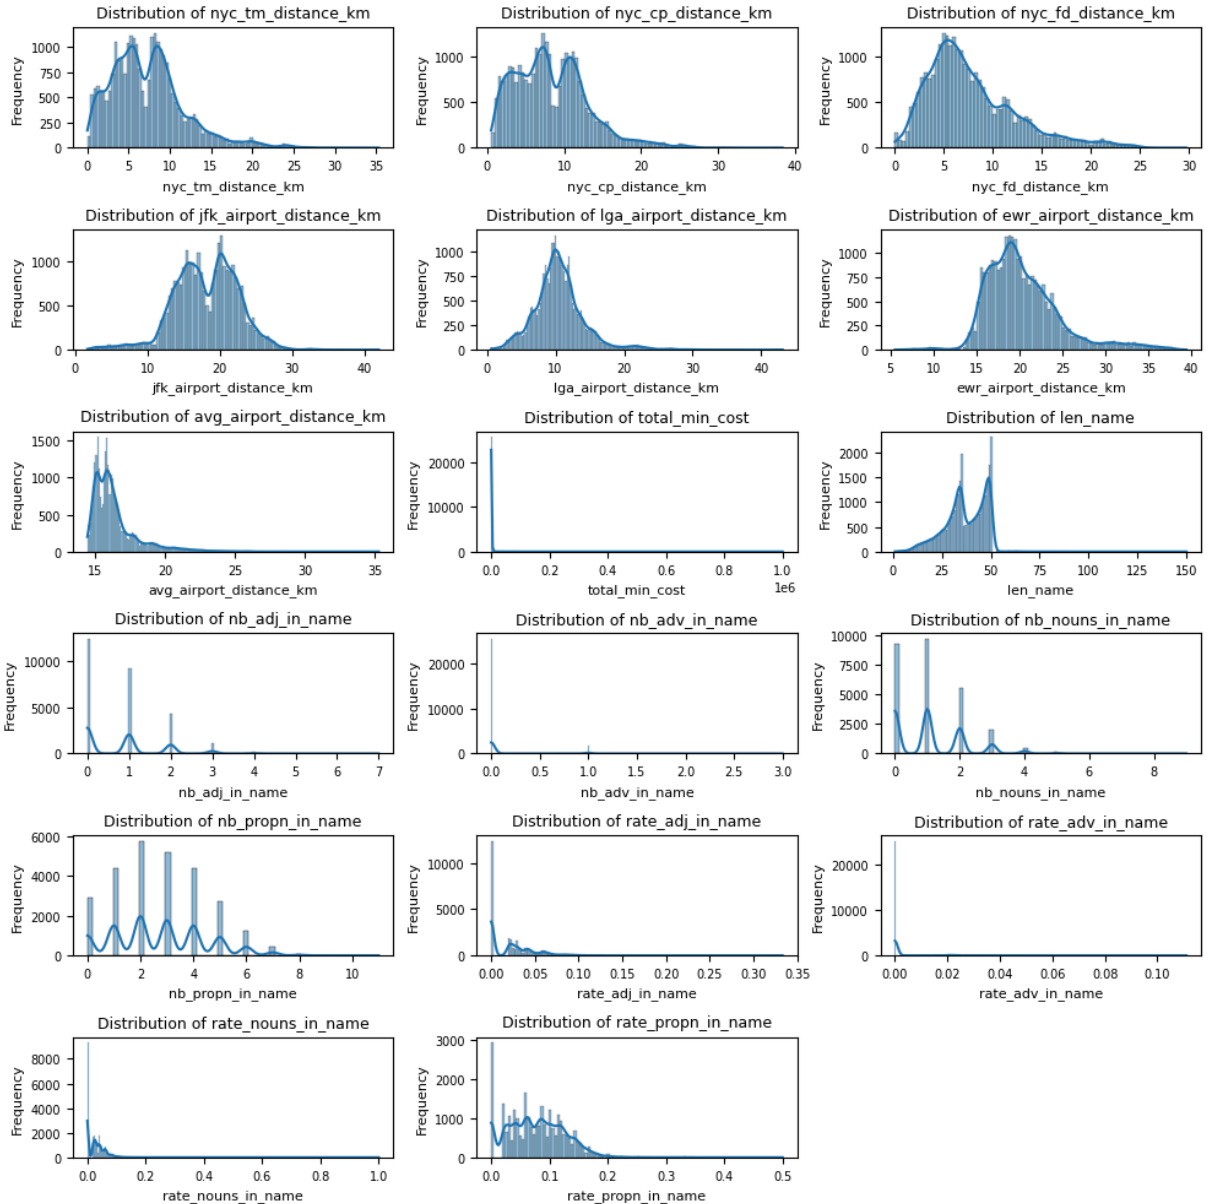 Distribution of nyc_tm_distance_km
Frequency
1000
750
500
250
0
0 5 10 15 20 25 30 35
nyc_tm_distance_km
Distribution of nyc_cp_distance_km
Frequency
1000
500
0
0 10 20 30 40
nyc_cp_distance_km
Distribution of nyc_fd_distance_km
Frequency
1000
500
0
0 5 10 15 20 25 30
nyc_fd_distance_km
Distribution of jfk_airport_distance_km
Frequency
1000
500
0
0 10 20 30 40
jfk_airport_distance_km
Distribution of lga_airport_distance_km
Frequency
1000
750
500
250
0
0 10 20 30 40
lga_airport_distance_km
Distribution of ewr_airport_distance_km
Frequency
1000
500
0
5 10 15 20 25 30 35 40
ewr_airport_distance_km
Distribution of avg_airport_distance_km
Frequency
1500
1000
500
0
15 20 25 30 35
avg_airport_distance_km
Distribution of total_min_cost
Frequency
20000
10000
0
0.0 0.2 0.4 0.6 0.8 1.0
1e6
total_min_cost
Distribution of len_name
Frequency
2000
1500
1000
500
0
0 25 50 75 100 125 150
len_name
Distribution of nb_adj_in_name
Frequency
10000
5000
0
0 1 2 3 4 5 6 7
nb_adj_in_name
Distribution of nb_adv_in_name
Frequency
20000
10000
0
0.0 0.5 1.0 1.5 2.0 2.5 3.0
nb_adv_in_name
Distribution of nb_nouns_in_name
Frequency
10000
7500
5000
2500
0
0 2 4 6 8
nb_nouns_in_name
Distribution of nb_propn_in_name
Frequency
6000
4000
2000
0
0 2 4 6 8 10
nb_propn_in_name
Distribution of rate_adj_in_name
Frequency
10000
5000
0
0.00 0.05 0.10 0.15 0.20 0.25 0.30 0.35
rate_adj_in_name
Distribution of rate_adv_in_name
Frequency
20000
10000
0
0.00 0.02 0.04 0.06 0.08 0.10
rate_adv_in_name
Distribution of rate_nouns_in_name
Frequency
8000
6000
4000
2000
0
0.0 0.2 0.4 0.6 0.8 1.0
rate_nouns_in_name
Distribution of rate_propn_in_name
Frequency
3000
2000
1000
0
0.0 0.1 0.2 0.3 0.4 0.5
rate_propn_in_name